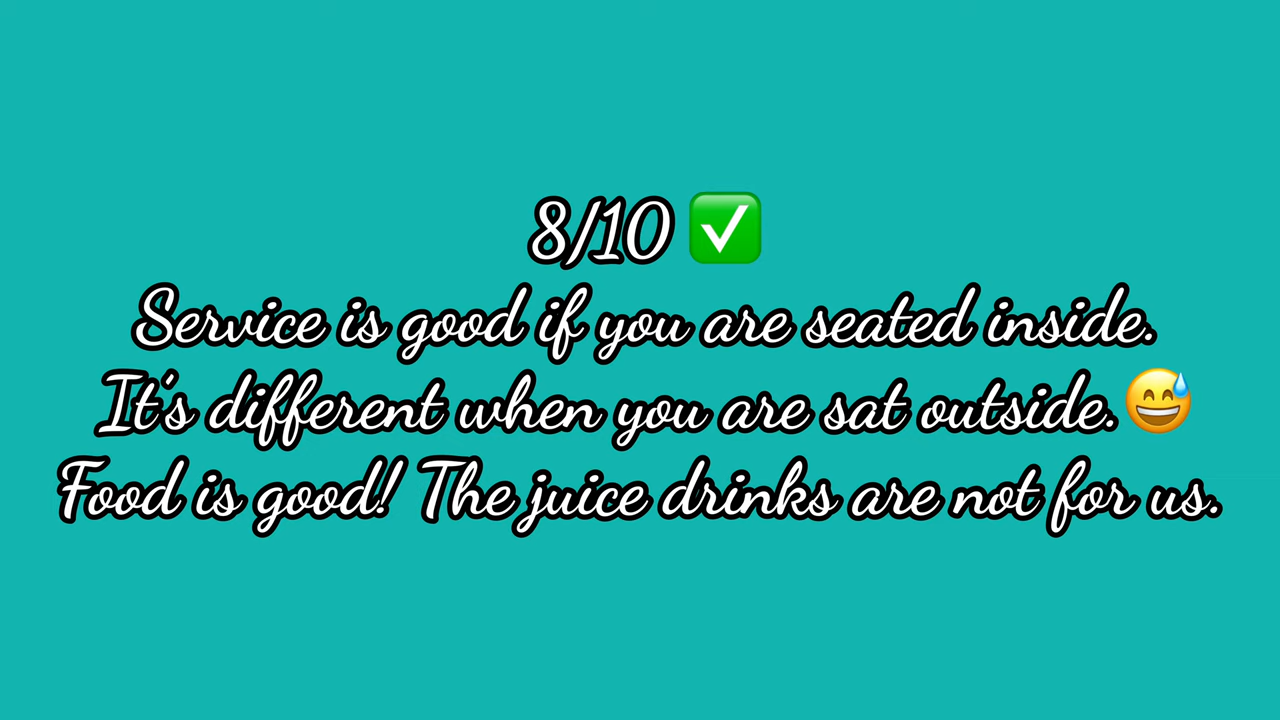 8/10 ✅
Service is good if you are seated inside.
It's different when you are sat outside.😅
Food is good! The juice drinks are not for us.